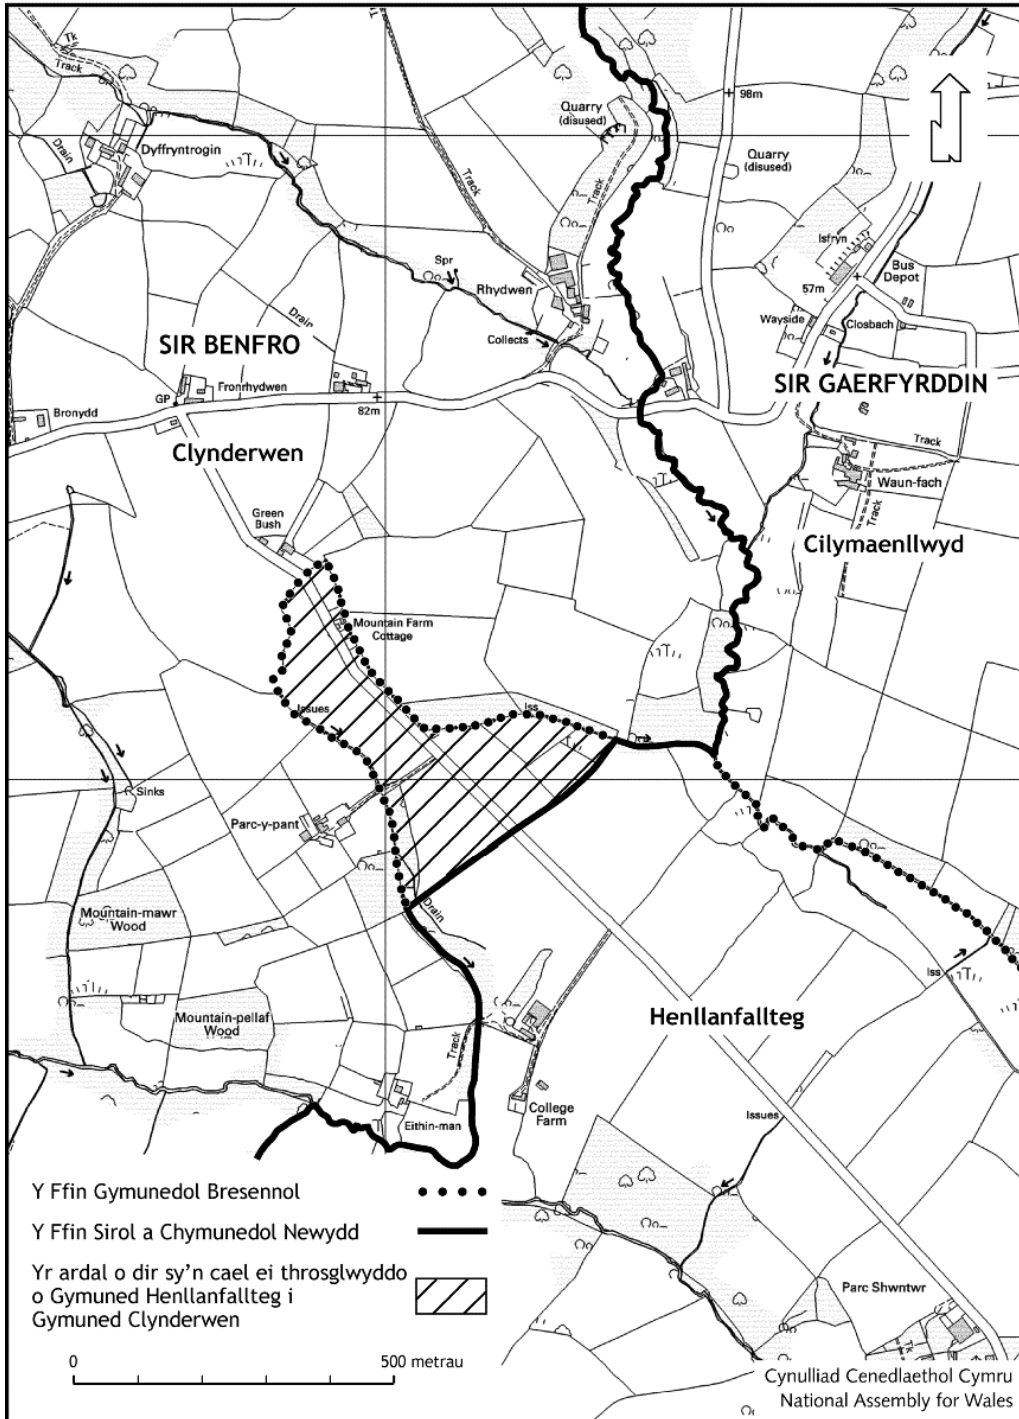 Tk
Track
Drain
Dyffryntrogin
Quarry
(disused)
98m
Quarry
(disused)
Track
Track
Isfryn
Bus
Depot
57m
Spr
Rhydwen
Wayside
Closbach
Drain
Collects
SIR BENFRO
SIR GAERFYRDDIN
Fronrhydwen
GP
Bronydd
82m
Clynderwen
Track
Waun-fach
Track
Green
Bush
Cilymaenllwyd
Mountain Farm
Cottage
Issues
Iss
Sinks
Parc-y-pant
Mountain-mawr
Wood
Drain
Iss
Mountain-pellaf
Wood
Henllanfallteg
Track
College
Farm
Eithin-man
Issues
Y Ffin Gymunedol Bresennol
Y Ffin Sirol a Chymunedol Newydd
Yr ardal o dir sy'n cael ei throsglwyddo
o Gymuned Henllanfallteg i
Gymuned Clynderwen
Parc Shwntwr
Tk
0 500 metrau
Cynulliad Cenedlaethol Cymru
National Assembly for Wales